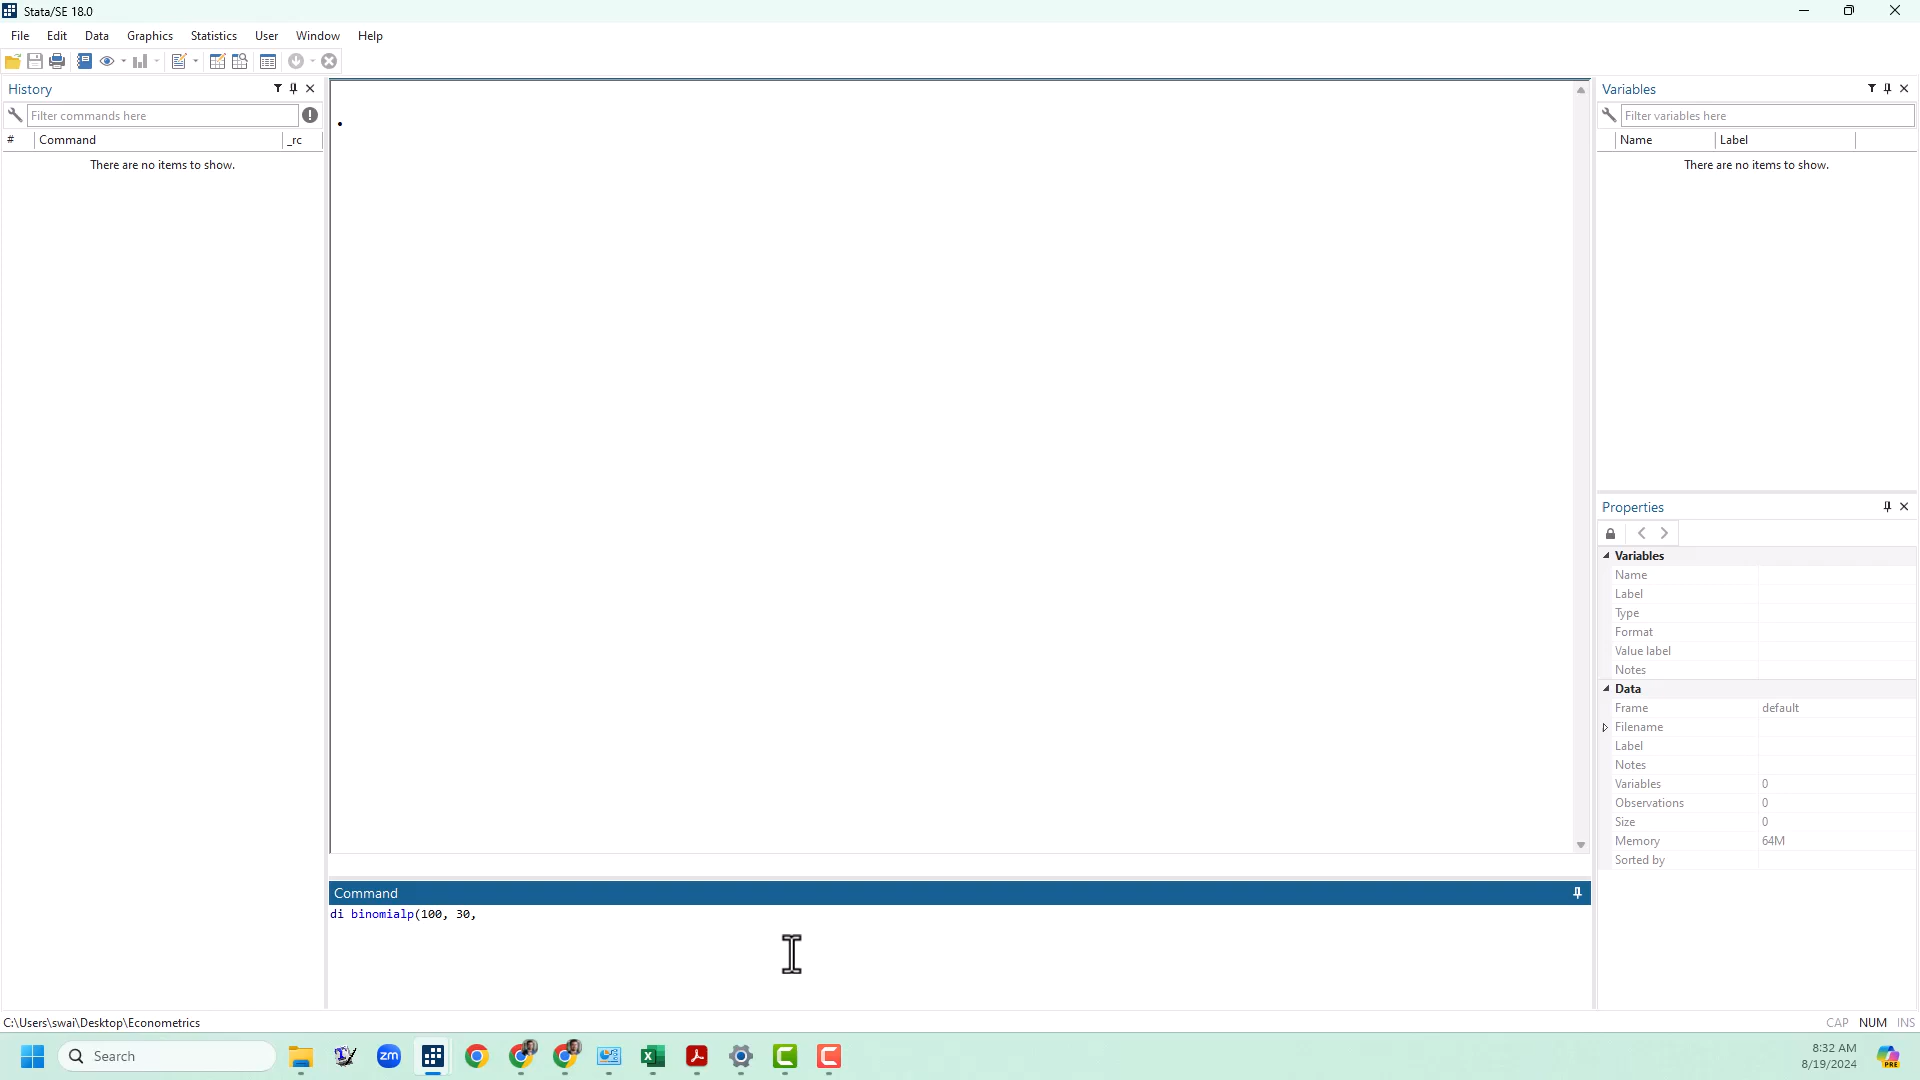 Stata/SE 18.0
File Edit Data Graphics Statistics User Window Help
History
Filter commands here
# Command _rc
There are no items to show.
.
Command
di binomialp(100, 30,
Variables
Filter variables here
Name Label
There are no items to show.
Properties
Variables
Name
Label
Type
Format
Value label
Notes
Data
Frame default
Filename
Label
Notes
Variables 0
Observations 0
Size 0
Memory 64M
Sorted by
C:\Users\swai\Desktop\Econometrics
CAP NUM INS
Search
zm
8:32 AM
8/19/2024
PRE